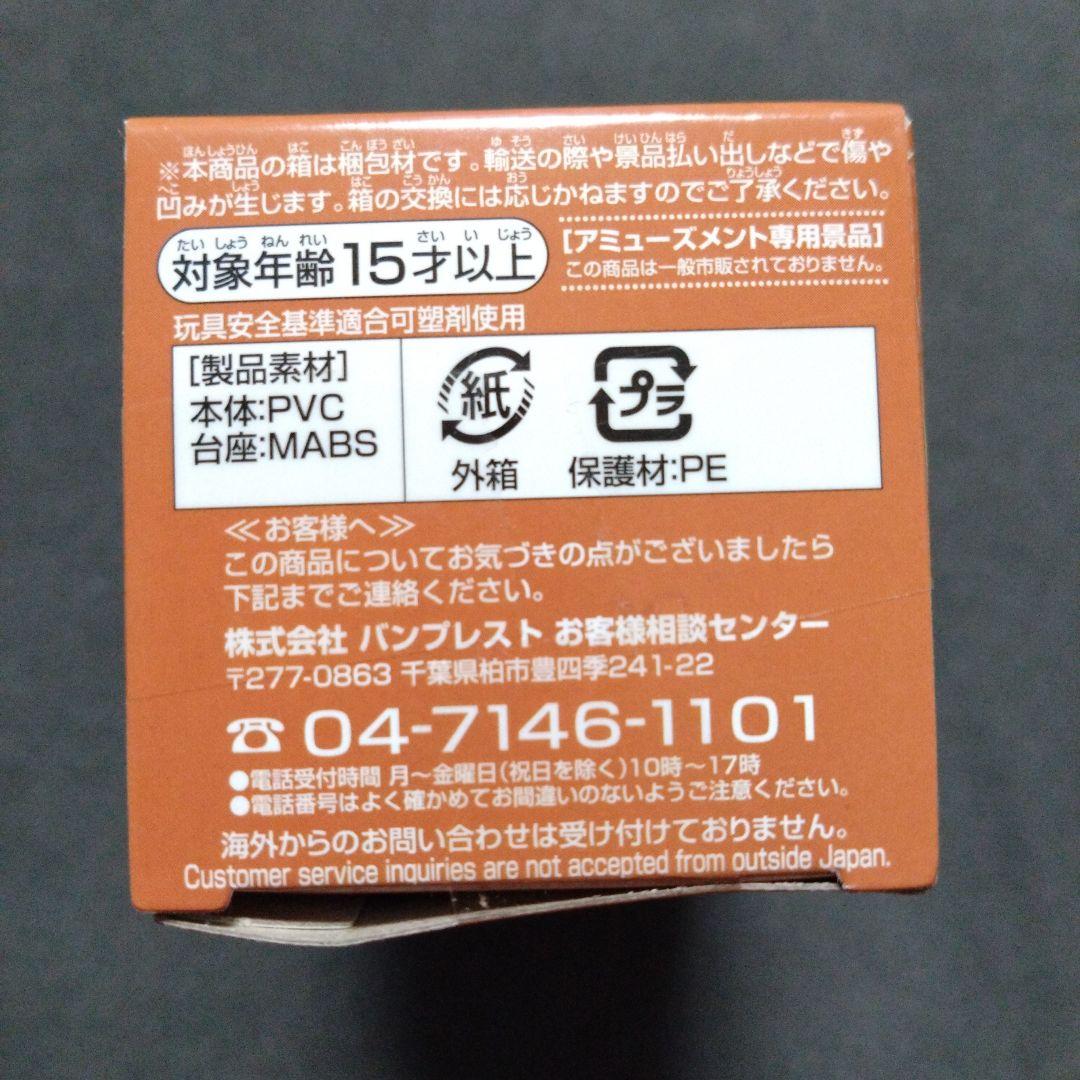 ※本商品の箱は梱包材です。輸送の際や景品払い出しなどで傷や
凹みが生じます。箱の交換には応じかねますのでご了承ください。
対象年齢15才以上
[アミューズメント専用景品]
この商品は一般市販されておりません。
玩具安全基準適合可塑剤使用
[製品素材]
本体:PVC
台座:MABS
紙
外箱
プラ
保護材:PE
≪お客様へ≫
この商品についてお気づきの点がございましたら
下記までご連絡ください。
株式会社 バンプレスト お客様相談センター
〒277-0863 千葉県柏市豊四季241-22
☎04-7146-1101
●電話受付時間 月〜金曜日(祝日を除く)10時〜17時
●電話番号はよく確かめてお間違いのないようご注意ください。
海外からのお問い合わせは受け付けておりません。
Customer service inquiries are not accepted from outside Japan.